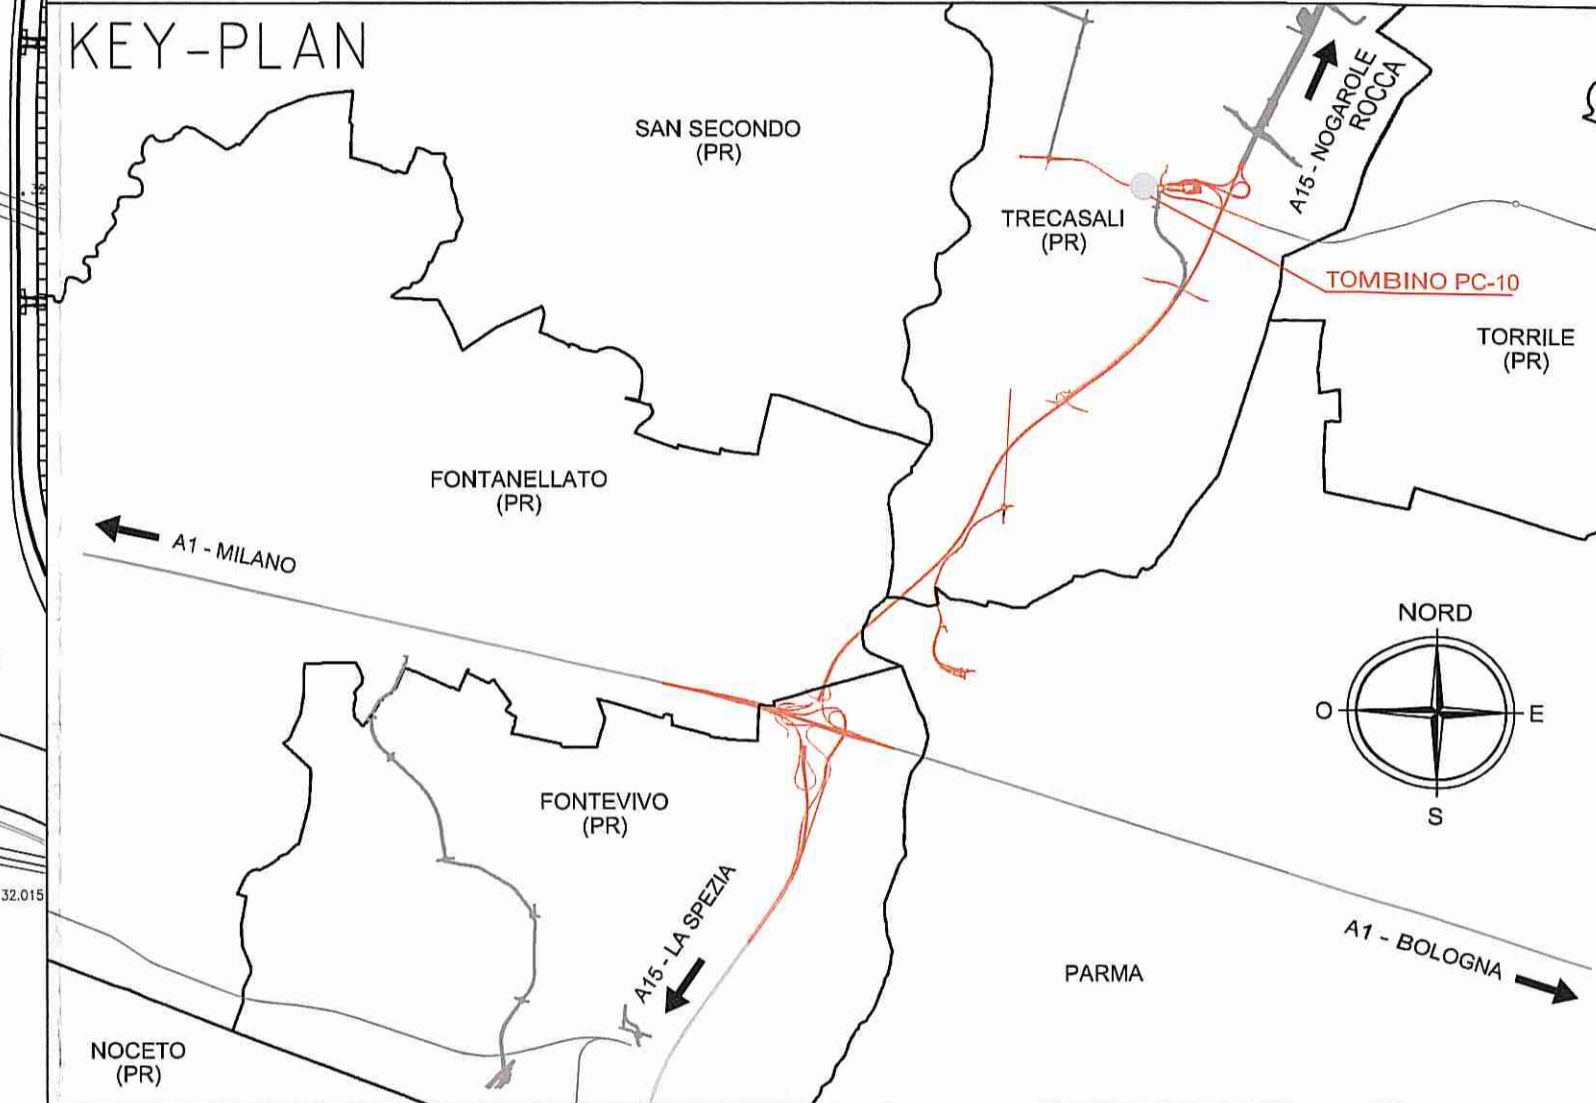 KEY-PLAN
SAN SECONDO
(PR)
A15 - NOGAROLE
ROCCA
TRECASALI
(PR)
TOMBINO PC-10
TORRILE
(PR)
FONTANELLATO
(PR)
A1 - MILANO
NORD
O
E
S
FONTEVIVO
(PR)
32.015
A15 - LA SPEZIA
A1 - BOLOGNA
PARMA
NOCETO
(PR)